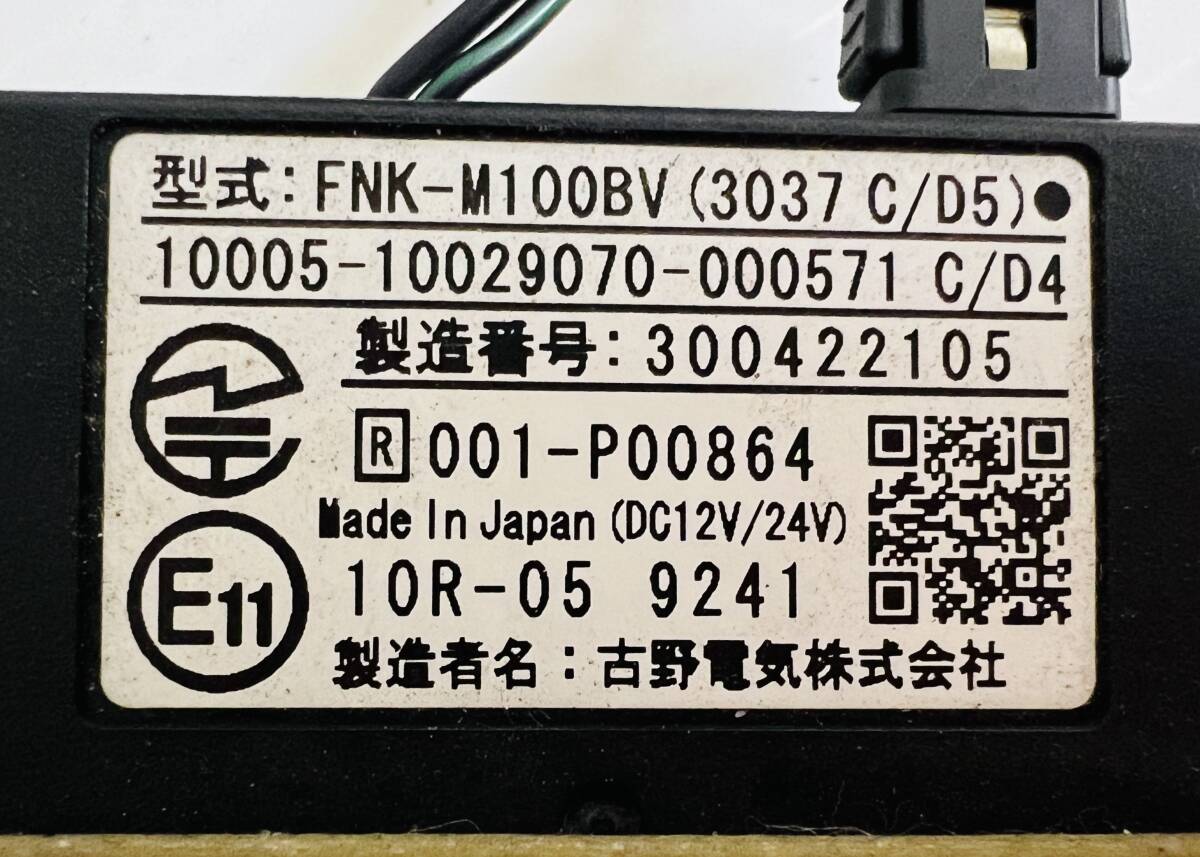 型式：FNK-M100BV（3037 C/D5）●
10005-10029070-000571 C/D4
製造番号：300422105
R 001-P00864
Made In Japan (DC12V/24V)
E11
10R-05 9241
製造者名：古野電気株式会社